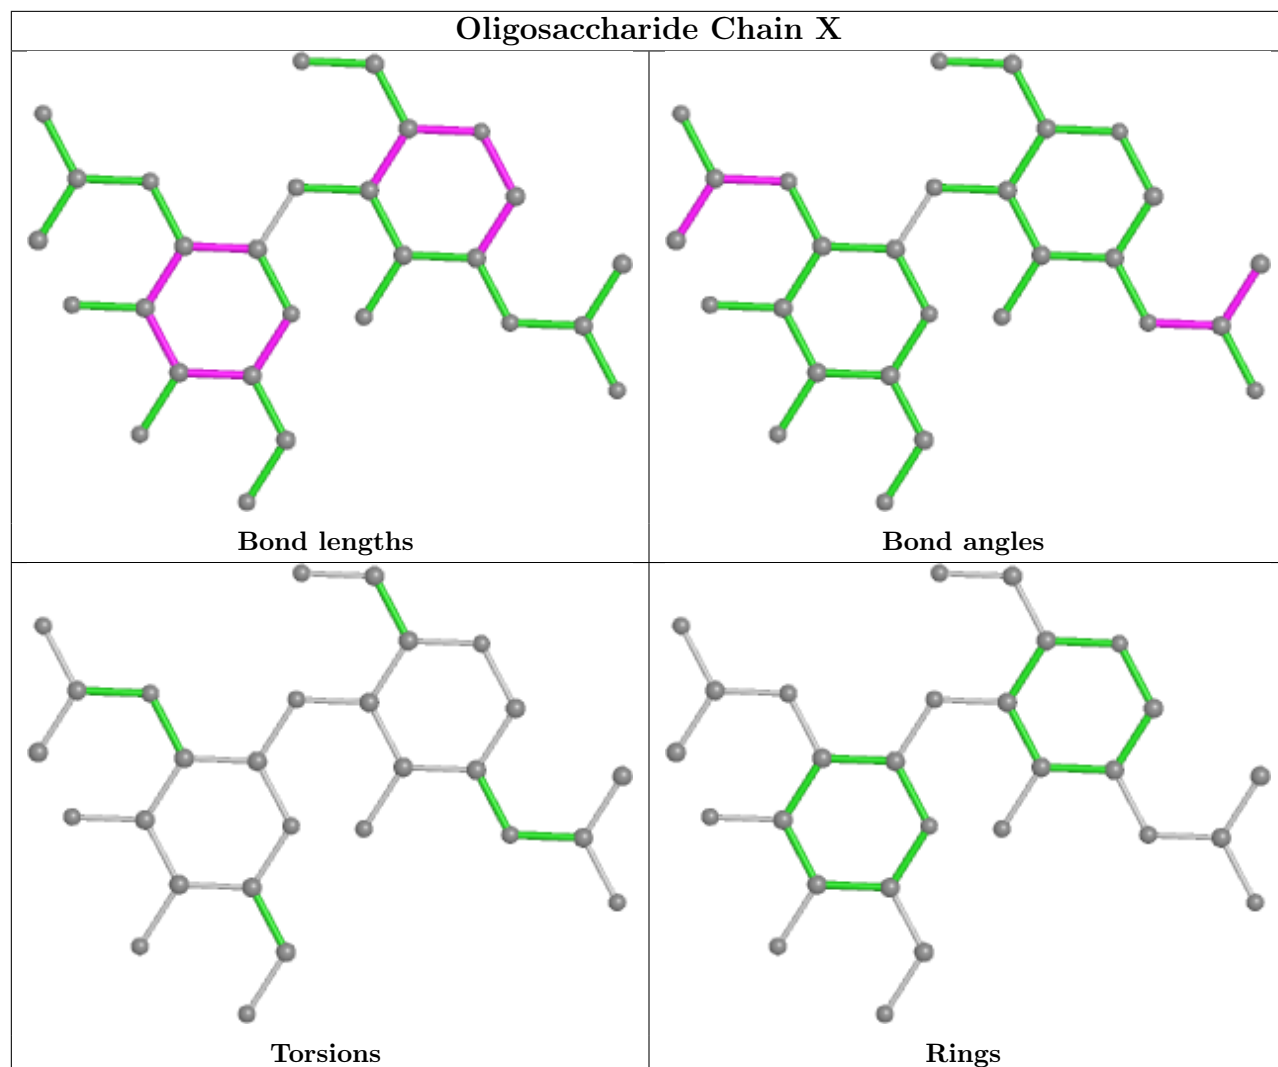 Oligosaccharide Chain X
Bond lengths
Bond angles
Torsions
Rings